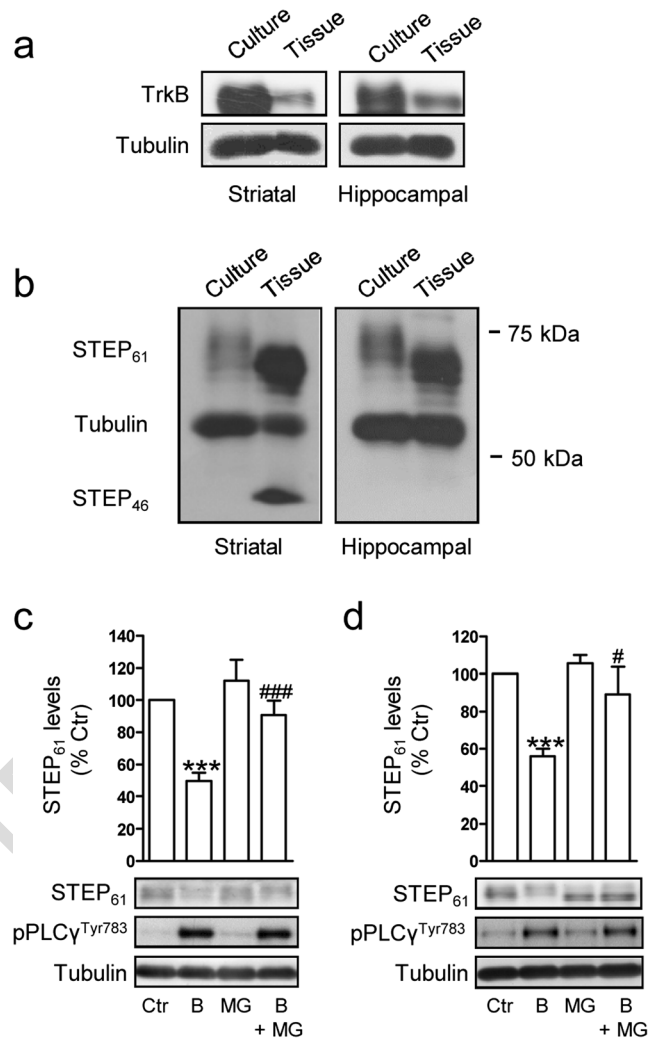 a
Culture Tissue Culture Tissue
TrkB
Tubulin
Striatal Hippocampal
b
Culture Tissue Culture Tissue
STEP61
Tubulin
STEP46
– 75 kDa
– 50 kDa
Striatal Hippocampal
c
STEP61 levels
(% Ctr)
140
120
100
80
60
40
20
0
***
###
STEP61
pPLCγTyr783
Tubulin
Ctr B MG B
+ MG
d
STEP61 levels
(% Ctr)
120
100
80
60
40
20
0
***
#
STEP61
pPLCγTyr783
Tubulin
Ctr B MG B
+ MG